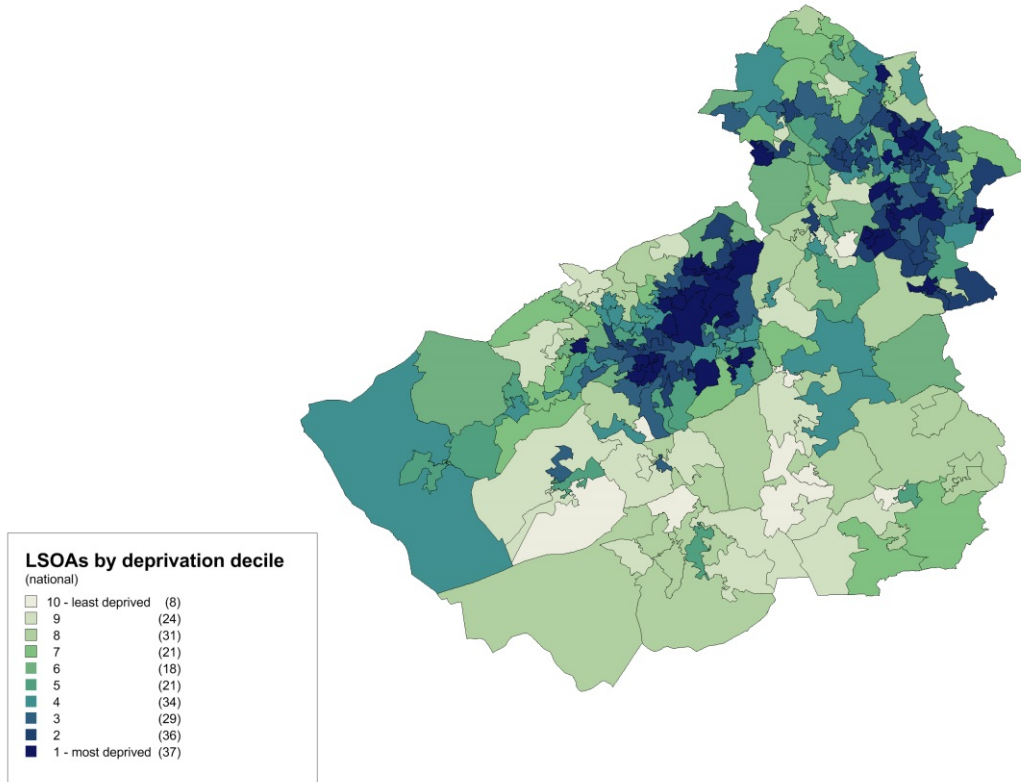 LSOAs by deprivation decile
(national)
10 - least deprived (8)
9 (24)
8 (31)
7 (21)
6 (18)
5 (21)
4 (34)
3 (29)
2 (36)
1 - most deprived (37)